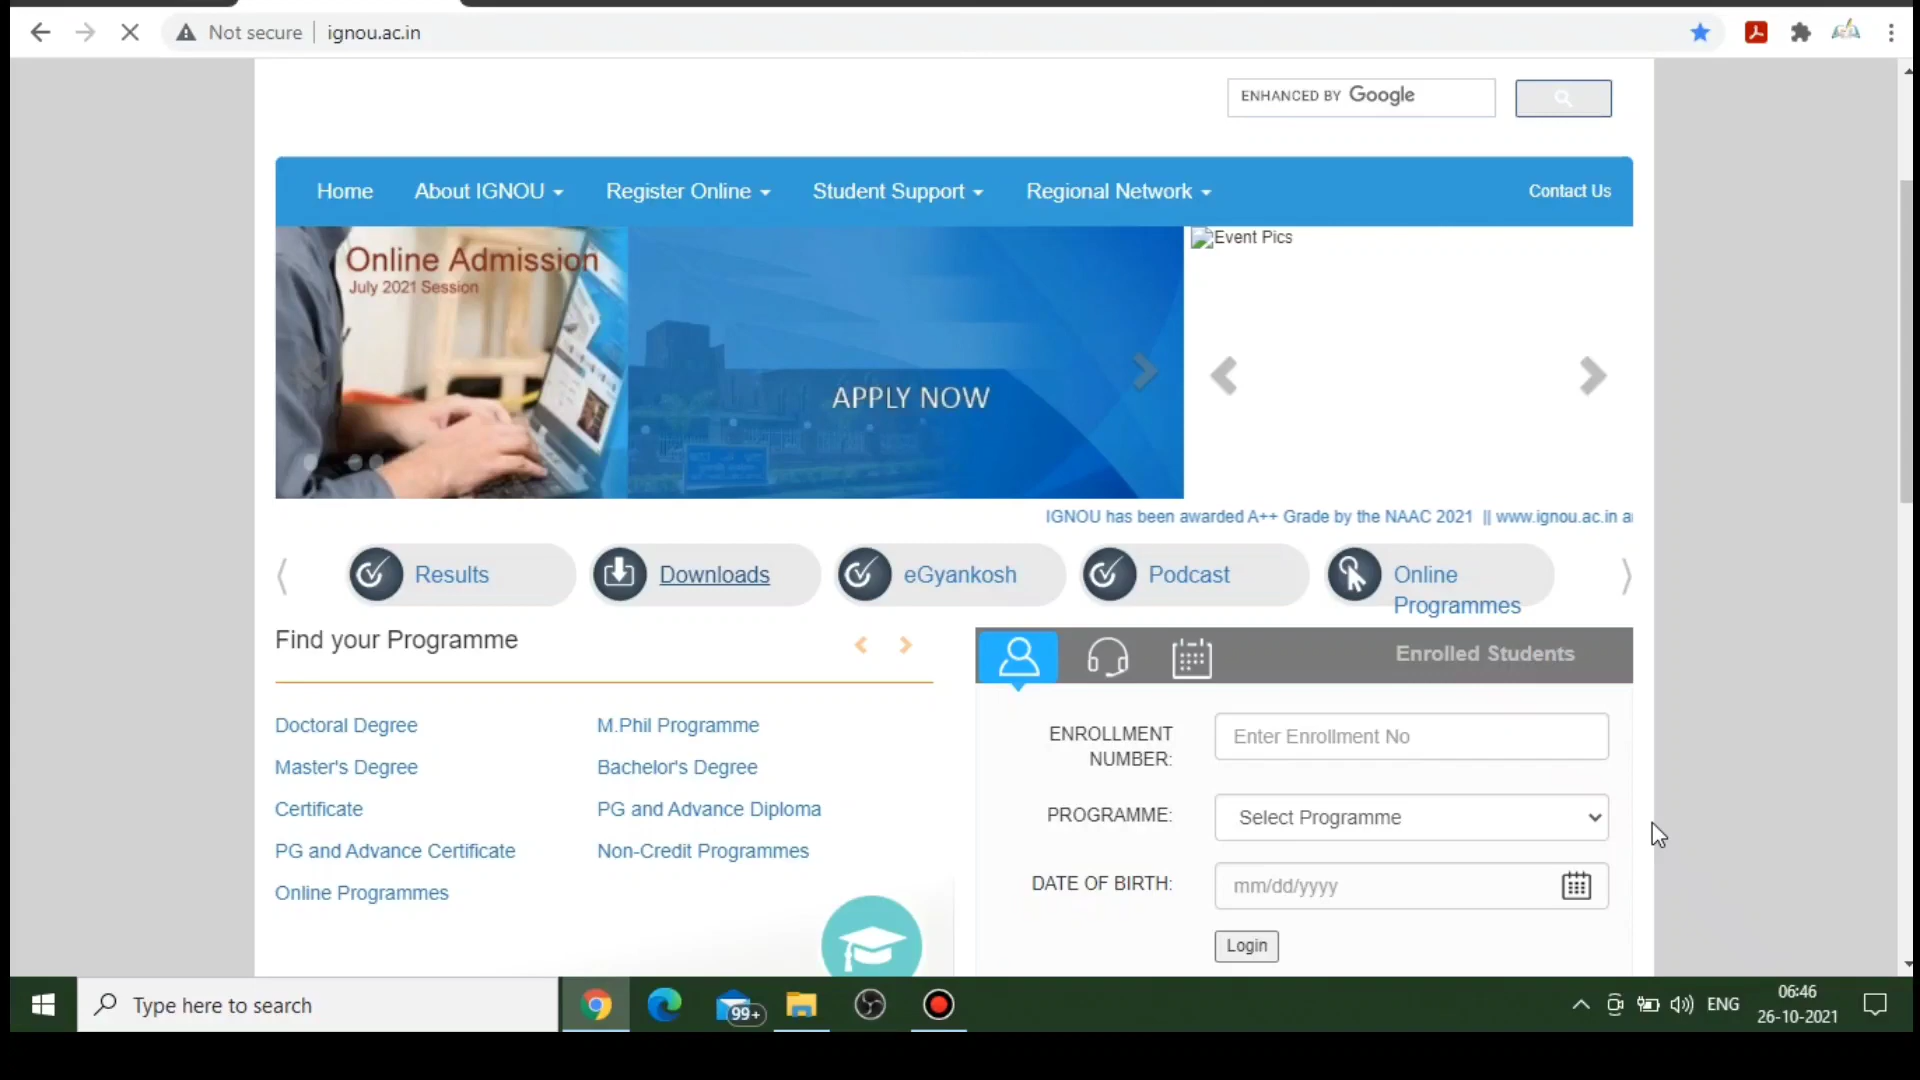 Not secure ignou.ac.in
ENHANCED BY Google
Home About IGNOU Register Online Student Support Regional Network Contact Us
Online Admission
July 2021 Session
APPLY NOW
Event Pics
IGNOU has been awarded A++ Grade by the NAAC 2021 || www.ignou.ac.in
Results Downloads eGyankosh Podcast Online
Programmes
Find your Programme
Enrolled Students
Doctoral Degree M.Phil Programme
Master's Degree Bachelor's Degree
Certificate PG and Advance Diploma
PG and Advance Certificate Non-Credit Programmes
Online Programmes
ENROLLMENT
NUMBER:
Enter Enrollment No
PROGRAMME: Select Programme
DATE OF BIRTH: mm/dd/yyyy
Login
Type here to search
99+
ENG
06:46
26-10-2021